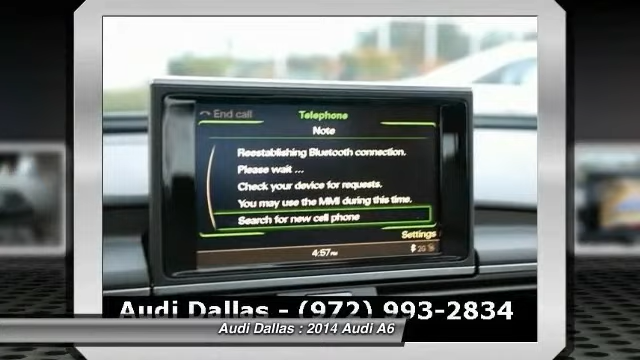 End call
Telephone
Note
Reestablishing Bluetooth connection.
Please wait ...
Check your device for requests.
You may use the MMI during this time.
Search for new cell phone
Settings
4:57PM
2G
Audi Dallas - (972) 993-2834
Audi Dallas : 2014 Audi A6